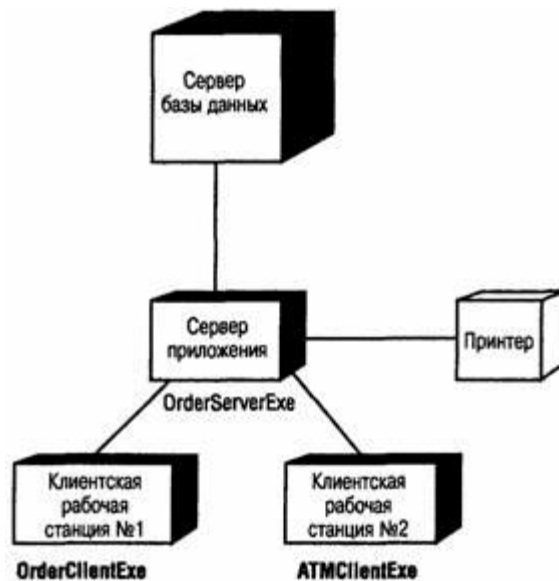 Сервер
базы данных
Сервер
приложения
Принтер
OrderServerExe
Клиентская
рабочая
станция №1
Клиентская
рабочая
станция №2
OrderClientExe
ATMClientExe